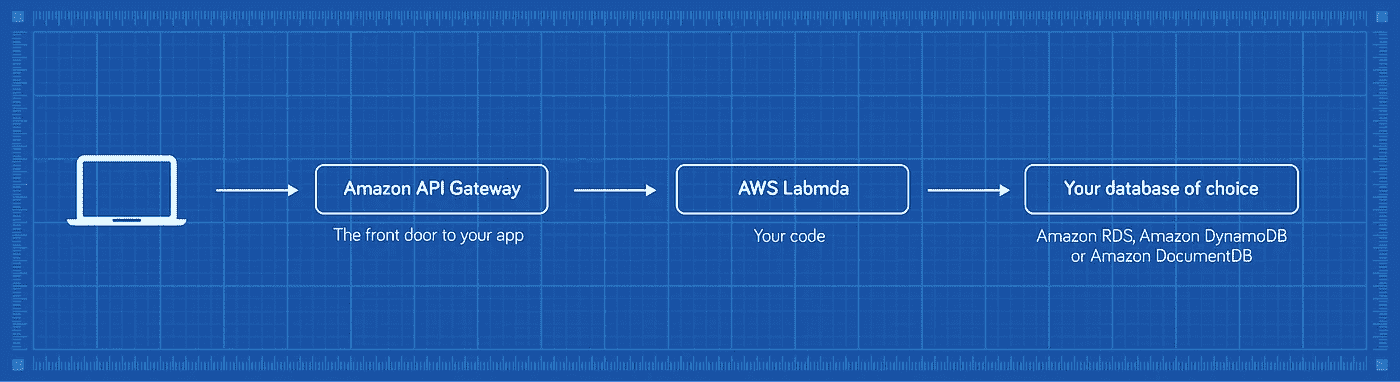 Amazon API Gateway
The front door to your app
AWS Labmda
Your code
Your database of choice
Amazon RDS, Amazon DynamoDB
or Amazon DocumentDB